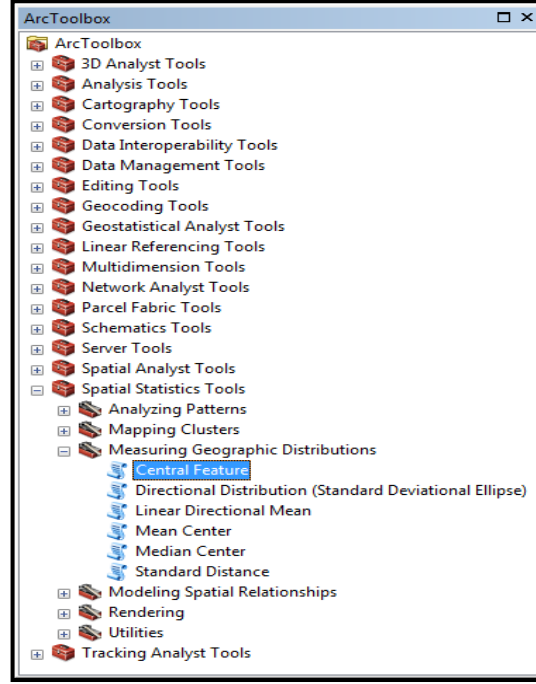 ArcToolbox
ArcToolbox
3D Analyst Tools
Analysis Tools
Cartography Tools
Conversion Tools
Data Interoperability Tools
Data Management Tools
Editing Tools
Geocoding Tools
Geostatistical Analyst Tools
Linear Referencing Tools
Multidimension Tools
Network Analyst Tools
Parcel Fabric Tools
Schematics Tools
Server Tools
Spatial Analyst Tools
Spatial Statistics Tools
Analyzing Patterns
Mapping Clusters
Measuring Geographic Distributions
Central Feature
Directional Distribution (Standard Deviational Ellipse)
Linear Directional Mean
Mean Center
Median Center
Standard Distance
Modeling Spatial Relationships
Rendering
Utilities
Tracking Analyst Tools